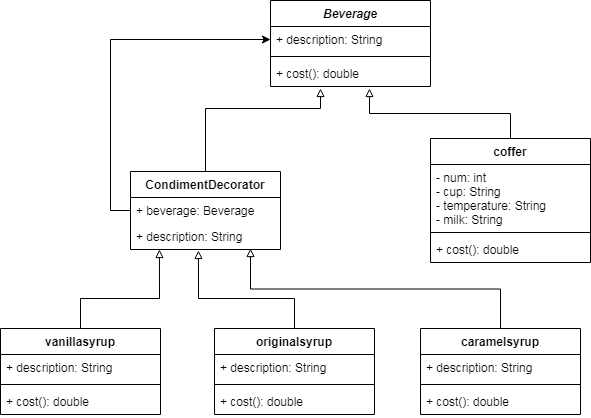 Beverage
+ description: String
+ cost(): double
CondimentDecorator
+ beverage: Beverage
+ description: String
coffer
- num: int
- cup: String
- temperature: String
- milk: String
+ cost(): double
vanillasyrup
+ description: String
+ cost(): double
originalsyrup
+ description: String
+ cost(): double
caramelsyrup
+ description: String
+ cost(): double